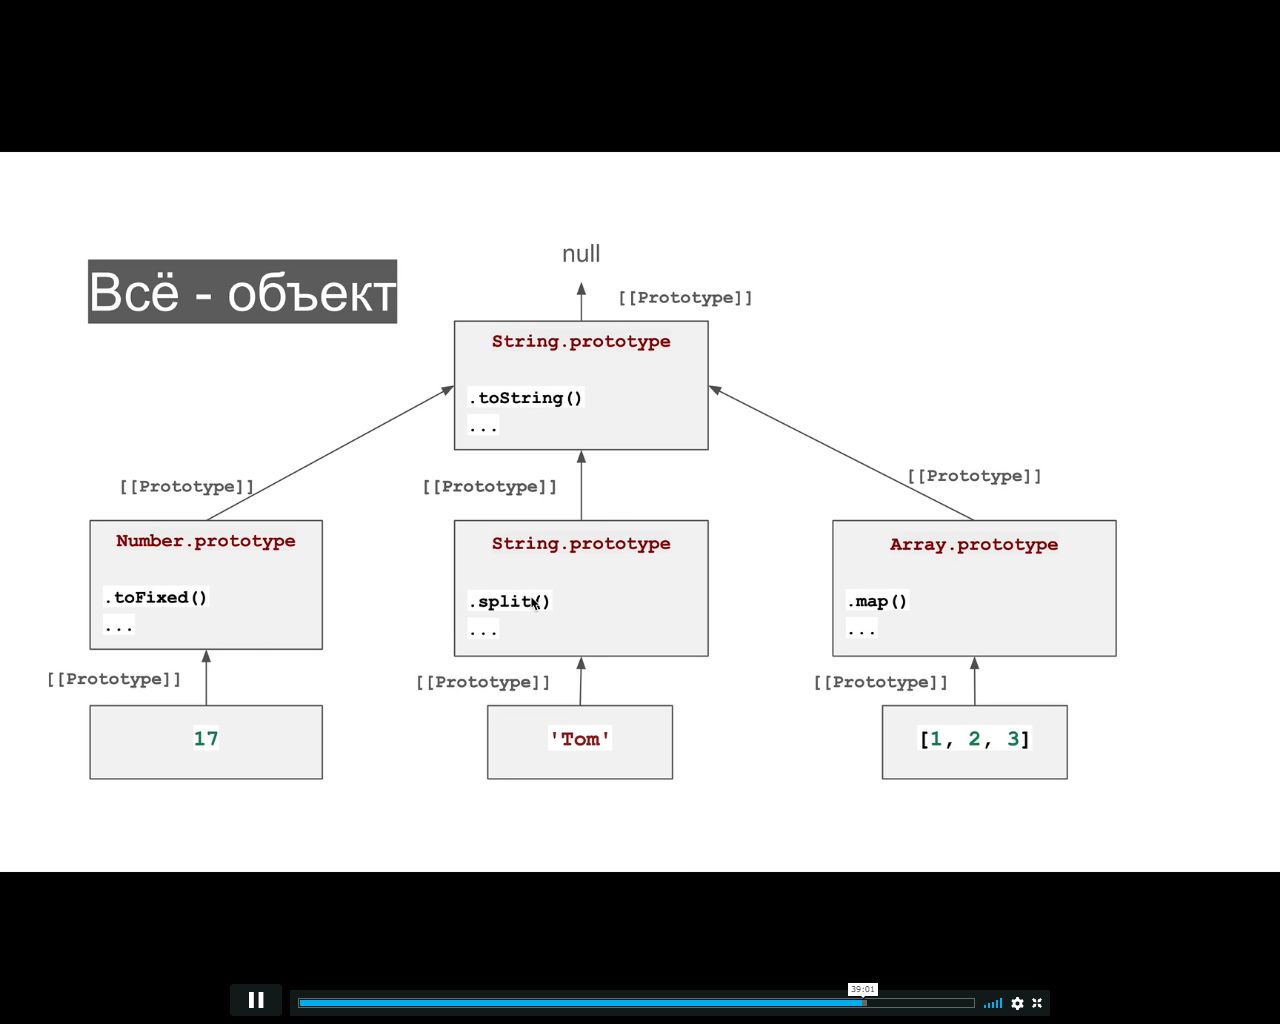 null
Всё - объект
[[Prototype]]
String.prototype
.toString()
...
[[Prototype]]
[[Prototype]]
[[Prototype]]
Number.prototype
.toFixed()
...
String.prototype
.split()
...
Array.prototype
.map()
...
[[Prototype]]
[[Prototype]]
[[Prototype]]
17
'Tom'
[1, 2, 3]
39:01